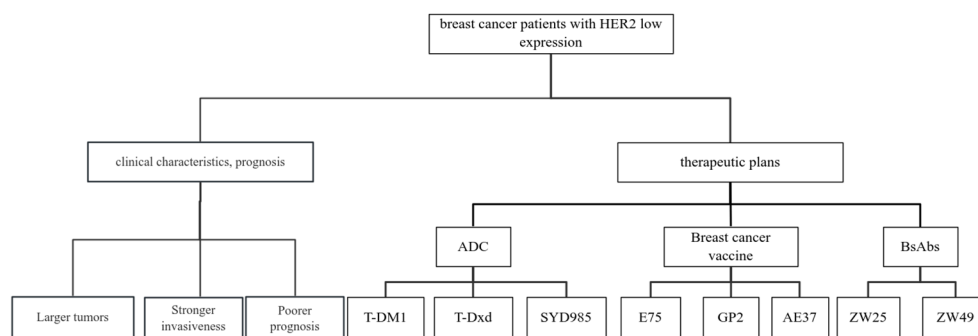 breast cancer patients with HER2 low
expression
clinical characteristics, prognosis
therapeutic plans
ADC
Breast cancer
vaccine
BsAbs
Larger tumors
Stronger
invasiveness
Poorer
prognosis
T-DM1
T-Dxd
SYD985
E75
GP2
AE37
ZW25
ZW49